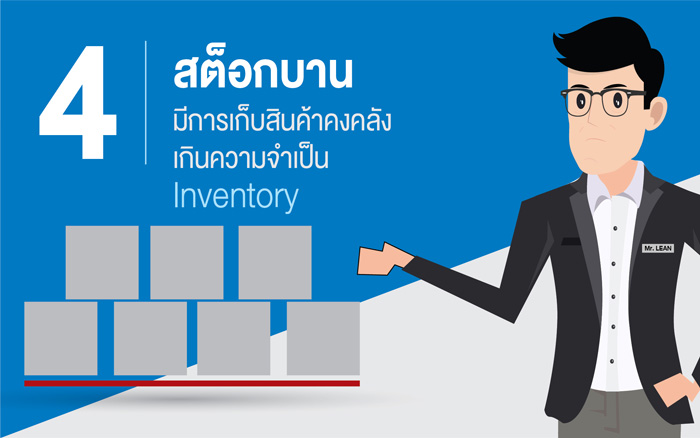 4
สต็อกบาน
มีการเก็บสินค้าคงคลัง
เกินความจำเป็น
Inventory
Mr. LEAN